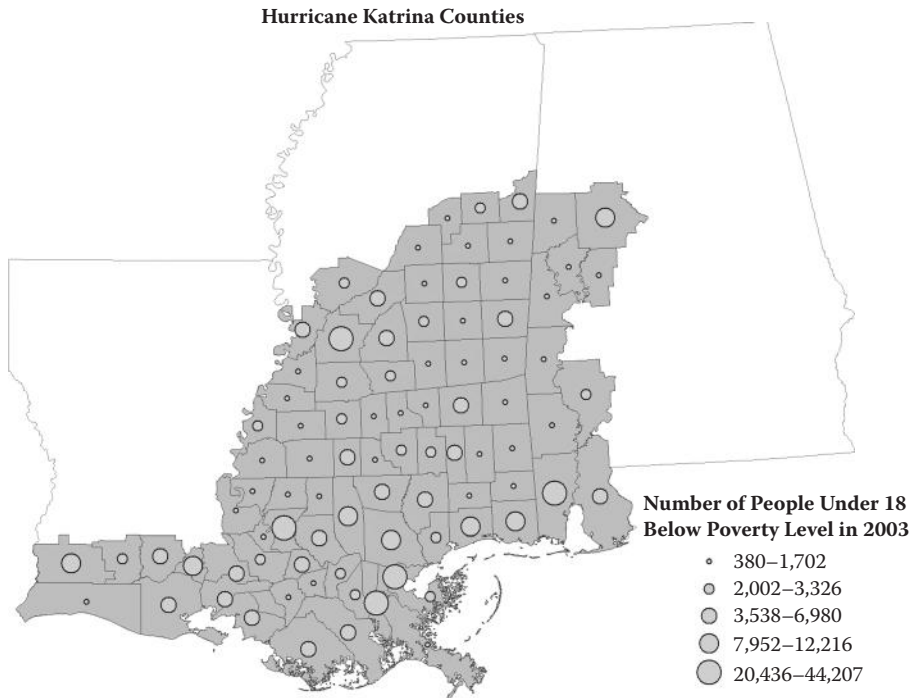 Hurricane Katrina Counties
Number of People Under 18
Below Poverty Level in 2003
380–1,702
2,002–3,326
3,538–6,980
7,952–12,216
20,436–44,207